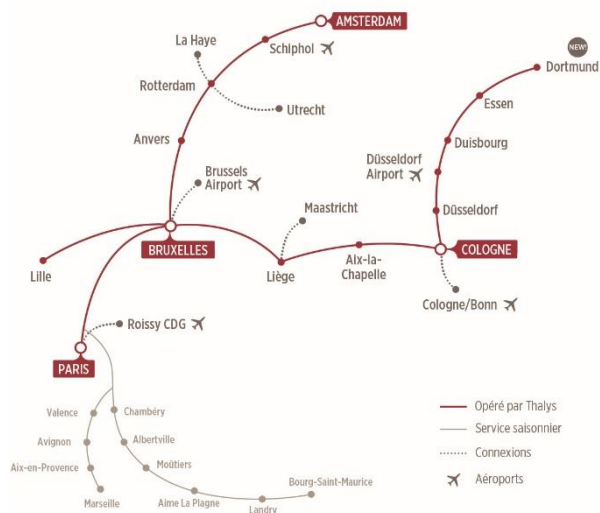 AMSTERDAM
La Haye
Schiphol
NEW!
Dortmund
Rotterdam
Utrecht
Essen
Anvers
Duisbourg
Brussels
Airport
Düsseldorf
Airport
Maastricht
Düsseldorf
BRUXELLES
COLOGNE
Lille
Liège
Aix-la-
Chapelle
Cologne/Bonn
Roissy CDG
PARIS
Valence
Chambéry
Avignon
Albertville
Aix-en-Provence
Moûtiers
Marseille
Aime La Plagne
Landry
Bourg-Saint-Maurice
Opéré par Thalys
Service saisonnier
Connexions
Aéroports